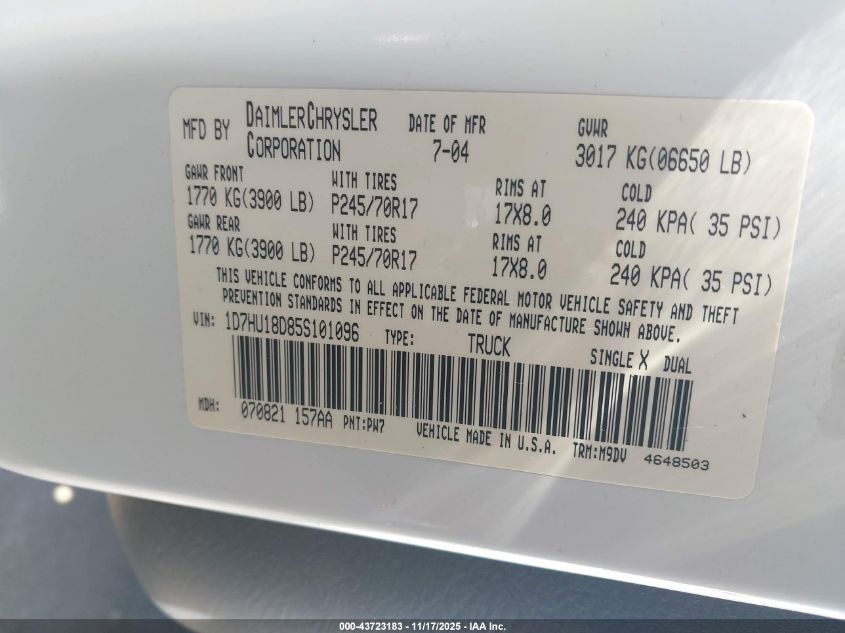 MFD BY DAIMLERCHRYSLER CORPORATION DATE OF MFR 7-04 GVWR 3017 KG(06650 LB)
GAWR FRONT WITH TIRES RIMS AT COLD
1770 KG(3900 LB) P245/70R17 17X8.0 240 KPA( 35 PSI)
GAWR REAR WITH TIRES RIMS AT COLD
1770 KG(3900 LB) P245/70R17 17X8.0 240 KPA( 35 PSI)
THIS VEHICLE CONFORMS TO ALL APPLICABLE FEDERAL MOTOR VEHICLE SAFETY AND THEFT
PREVENTION STANDARDS IN EFFECT ON THE DATE OF MANUFACTURE SHOWN ABOVE.
VIN: 1D7HU18D85S101096 TYPE: TRUCK SINGLE X DUAL
MDH: 070821 157AA PNT:PW7 VEHICLE MADE IN U.S.A. TRM:M9DV 4648503
000-43723183 - 11/17/2025 - IAA Inc.